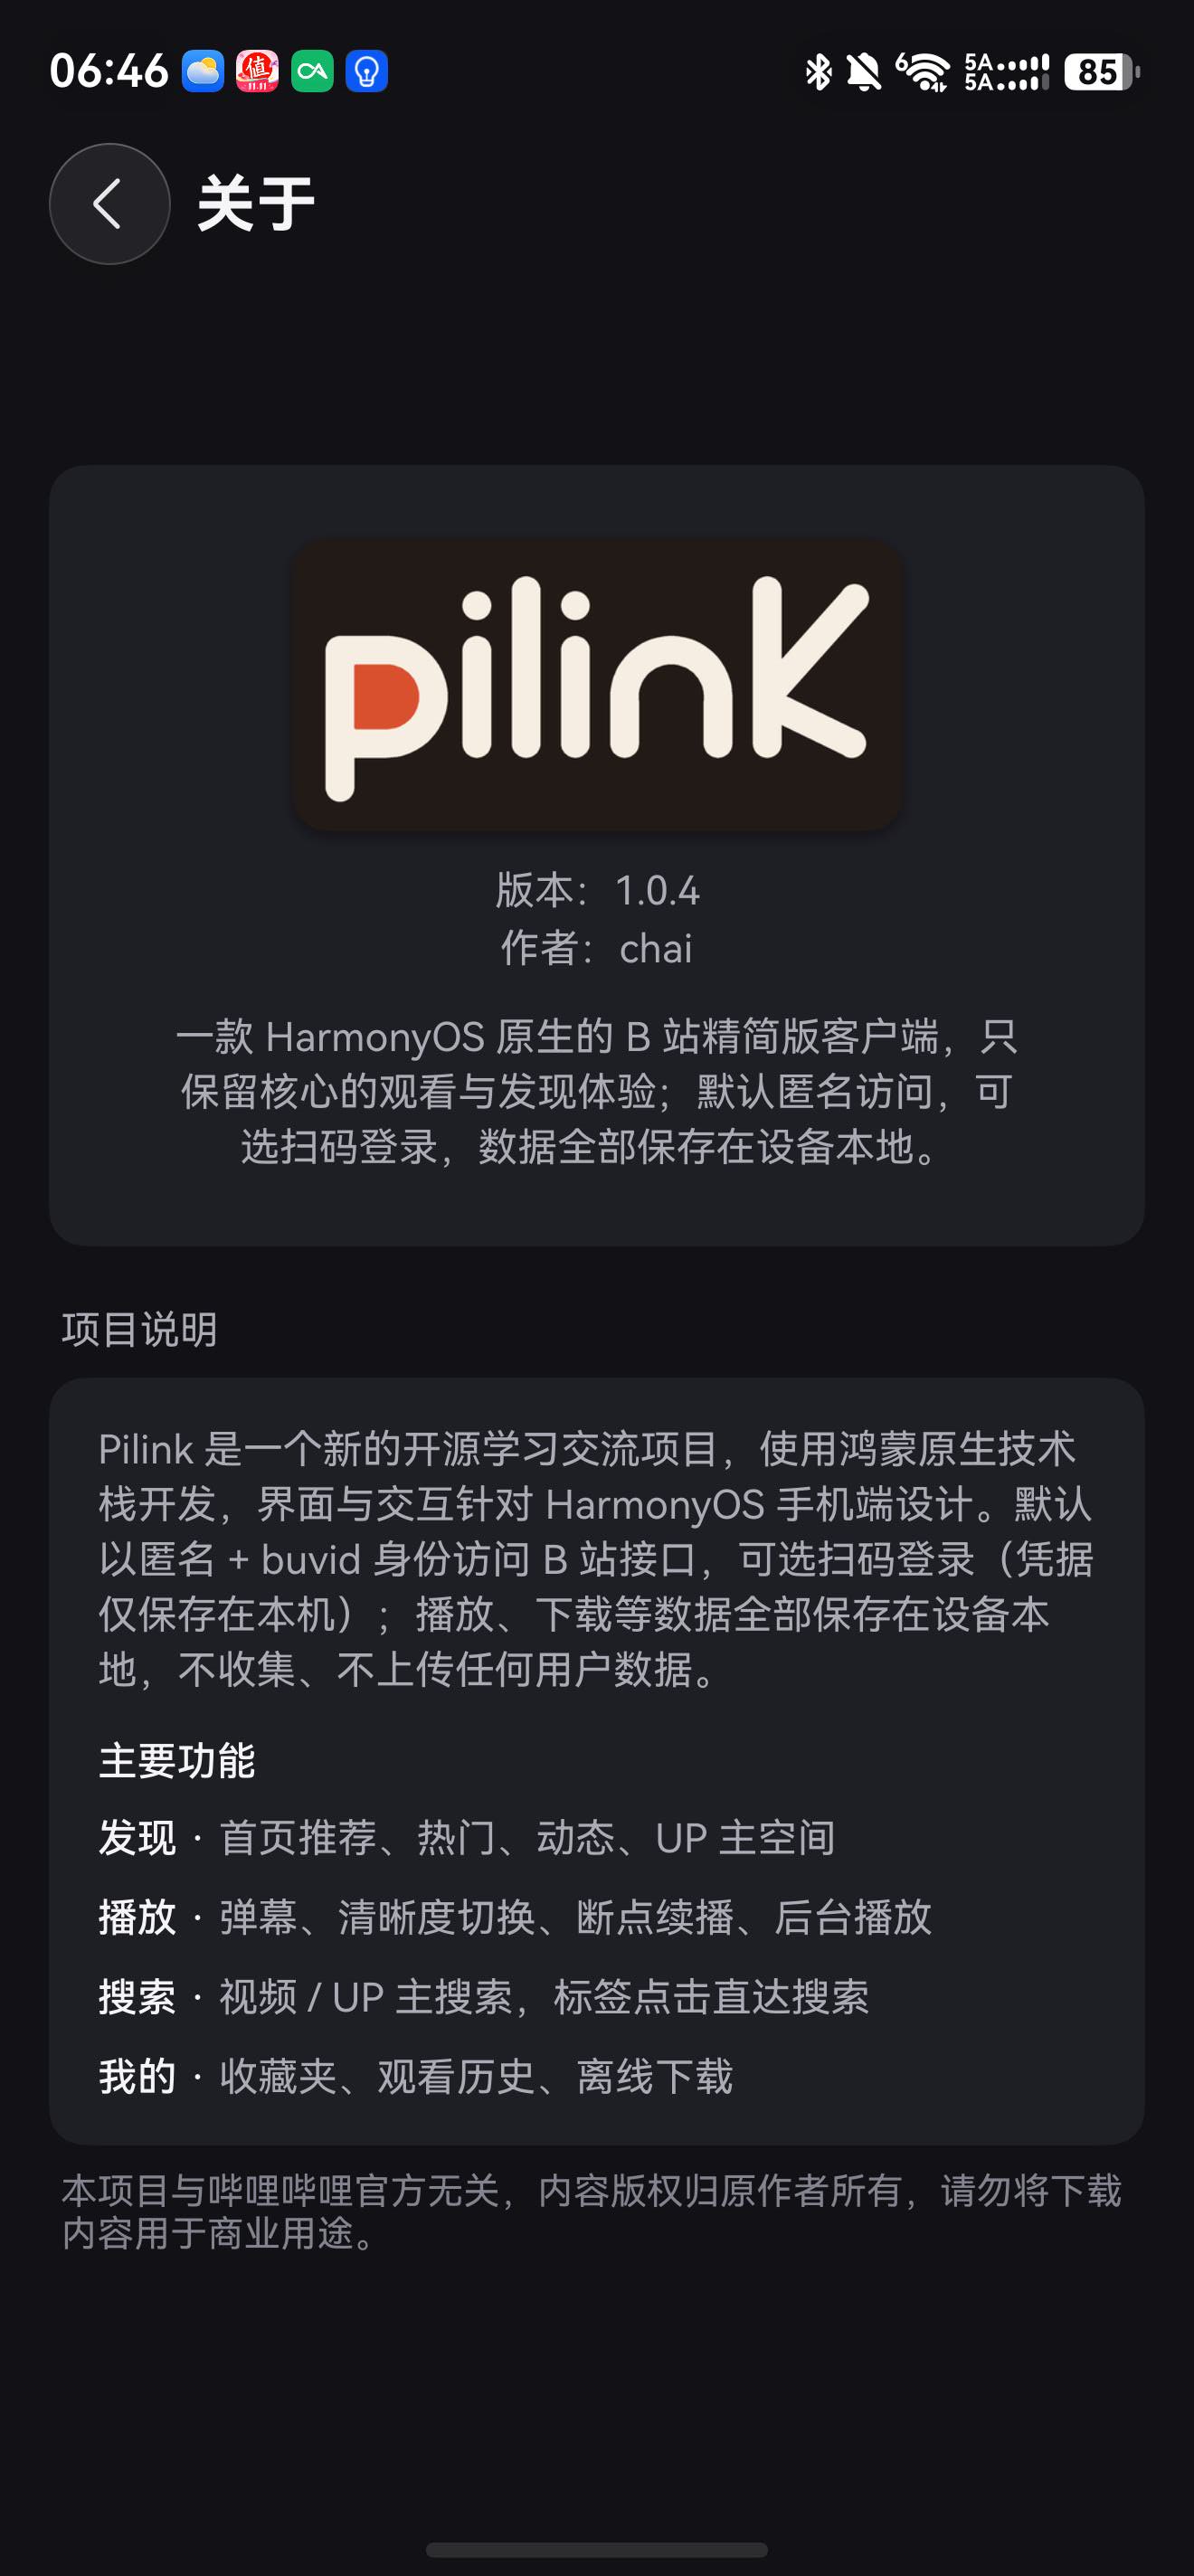 06:46
值
11.11
6
5A
5A
85
关于
pilink
版本： 1.0.4
作者： chai
一款 HarmonyOS 原生的 B 站精简版客户端，只
保留核心的观看与发现体验；默认匿名访问，可
选扫码登录，数据全部保存在设备本地。
项目说明
Pilink 是一个新的开源学习交流项目，使用鸿蒙原生技术
栈开发，界面与交互针对 HarmonyOS 手机端设计。默认
以匿名 + buvid 身份访问 B 站接口，可选扫码登录（凭据
仅保存在本机）；播放、下载等数据全部保存在设备本
地，不收集、不上传任何用户数据。
主要功能
发现 · 首页推荐、热门、动态、UP 主空间
播放 · 弹幕、清晰度切换、断点续播、后台播放
搜索 · 视频 / UP 主搜索，标签点击直达搜索
我的 · 收藏夹、观看历史、离线下载
本项目与哔哩哔哩官方无关，内容版权归原作者所有，请勿将下载
内容用于商业用途。